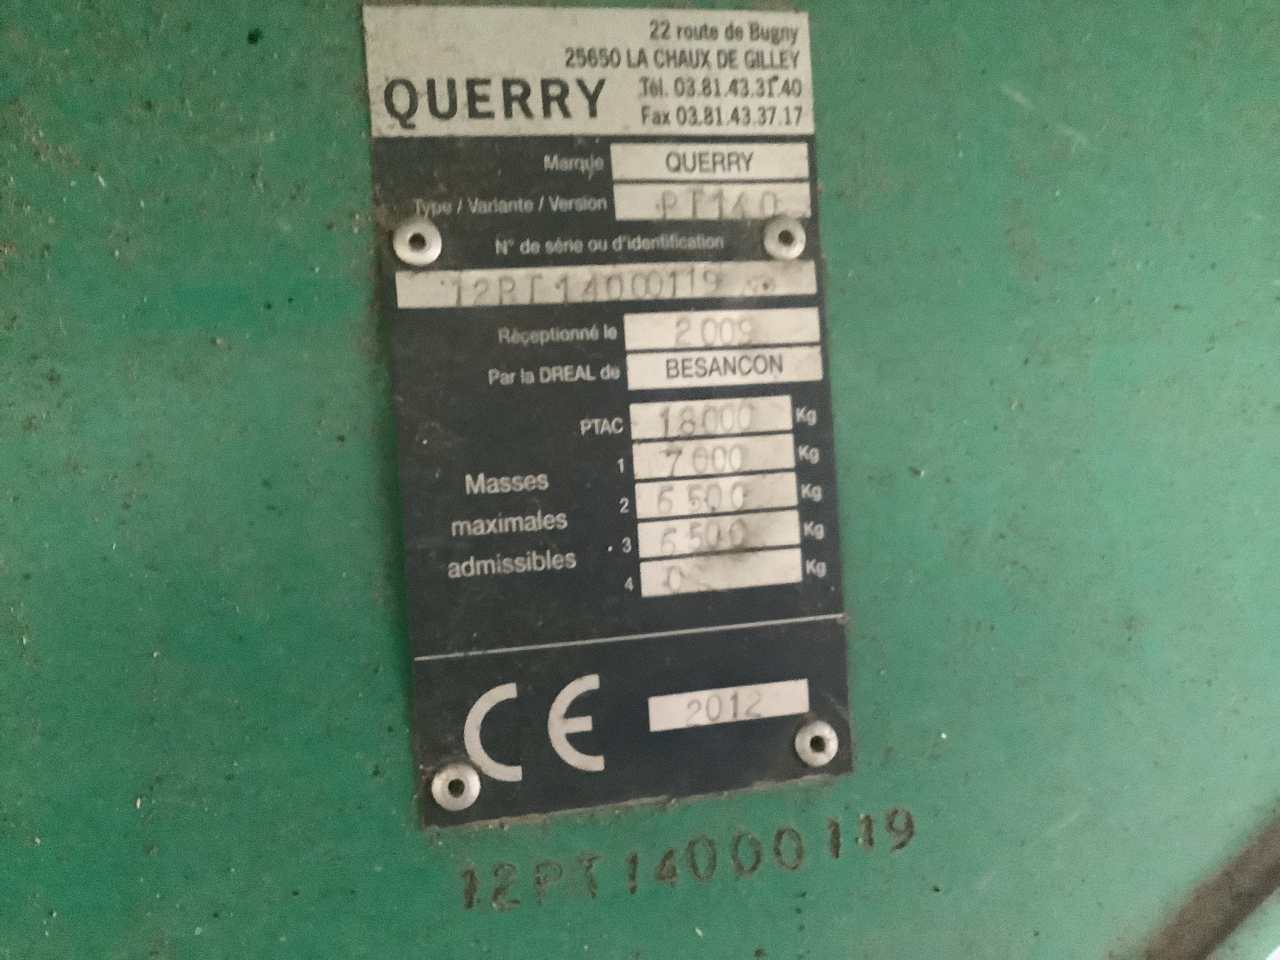 22 route de Bugny
25650 LA CHAUX DE GILLEY
QUERRY
Tél. 03.81.43.31.40
Fax 03.81.43.37.17
Marque QUERRY
Type / Variante / Version PT140
N° de série ou d'identification
12PT14000119
Réceptionné le 2009
Par la DREAL de BESANCON
PTAC 18000 Kg
Masses maximales admissibles
1 7000 Kg
2 6500 Kg
3 6500 Kg
4 Kg
CE 2012
12PT14000119